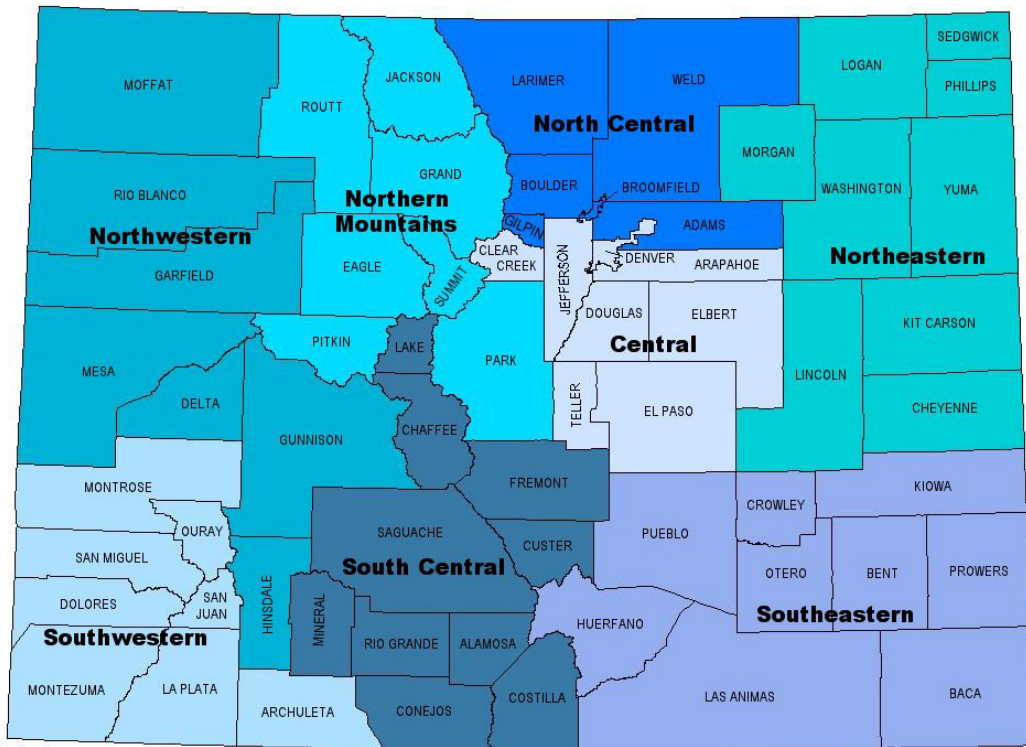 SEDGWICK
JACKSON
LOGAN
MOFFAT
LARIMER
WELD
PHILLIPS
ROUTT
North Central
MORGAN
GRAND
BOULDER
BROOMFIELD
WASHINGTON
YUMA
RIO BLANCO
Northern
Mountains
Northwestern
GILPIN
ADAMS
CLEAR
CREEK
DENVER
ARAPAHOE
Northeastern
GARFIELD
EAGLE
SUMMIT
JEFFERSON
DOUGLAS
ELBERT
KIT CARSON
PITKIN
LAKE
PARK
Central
MESA
LINCOLN
DELTA
TELLER
EL PASO
CHEYENNE
GUNNISON
CHAFFEE
MONTROSE
FREMONT
KIOWA
CROWLEY
OURAY
SAGUACHE
PUEBLO
CUSTER
SAN MIGUEL
South Central
OTERO
BENT
PROWERS
DOLORES
SAN
JUAN
HINSDALE
MINERAL
Southeastern
HUERFANO
Southwestern
RIO GRANDE
ALAMOSA
MONTEZUMA
LA PLATA
COSTILLA
LAS ANIMAS
BACA
ARCHULETA
CONEJOS